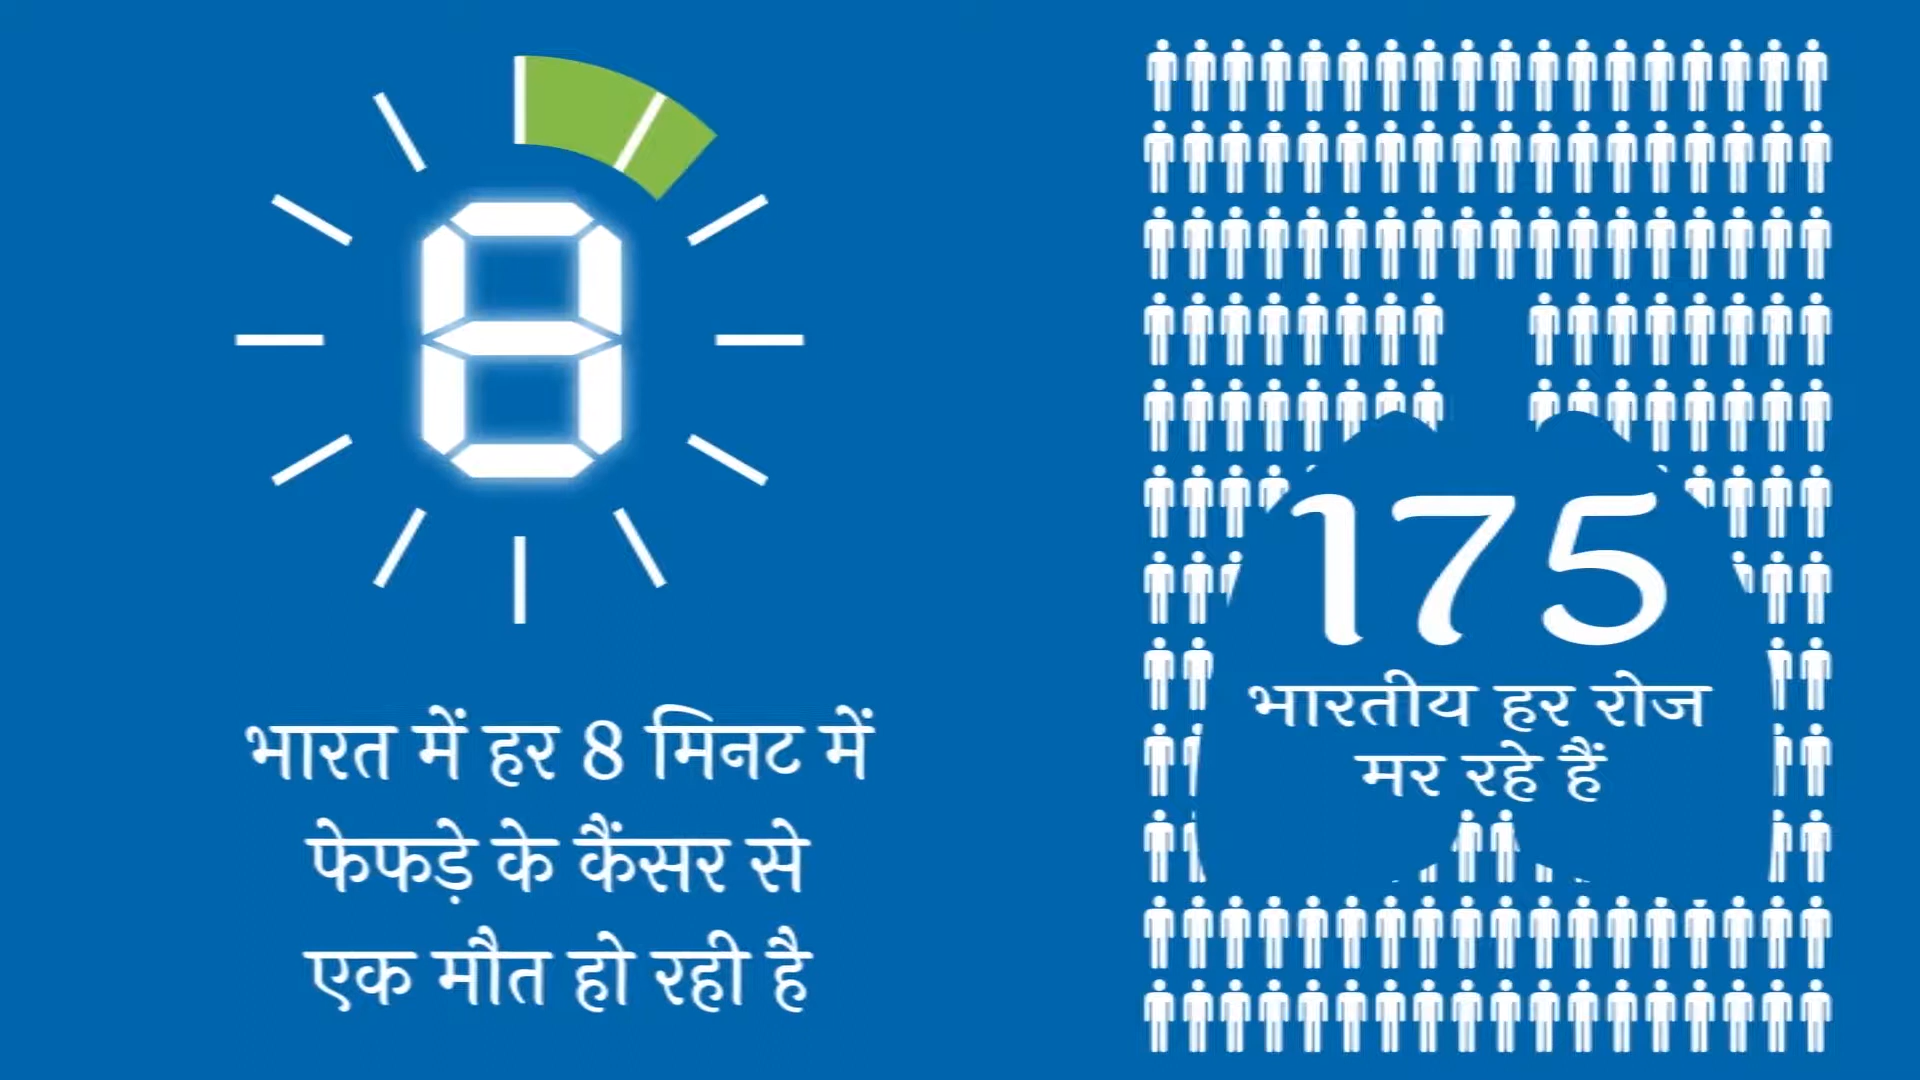 8
भारत में हर 8 मिनट में
फेफड़े के कैंसर से
एक मौत हो रही है
175
भारतीय हर रोज
मर रहे हैं